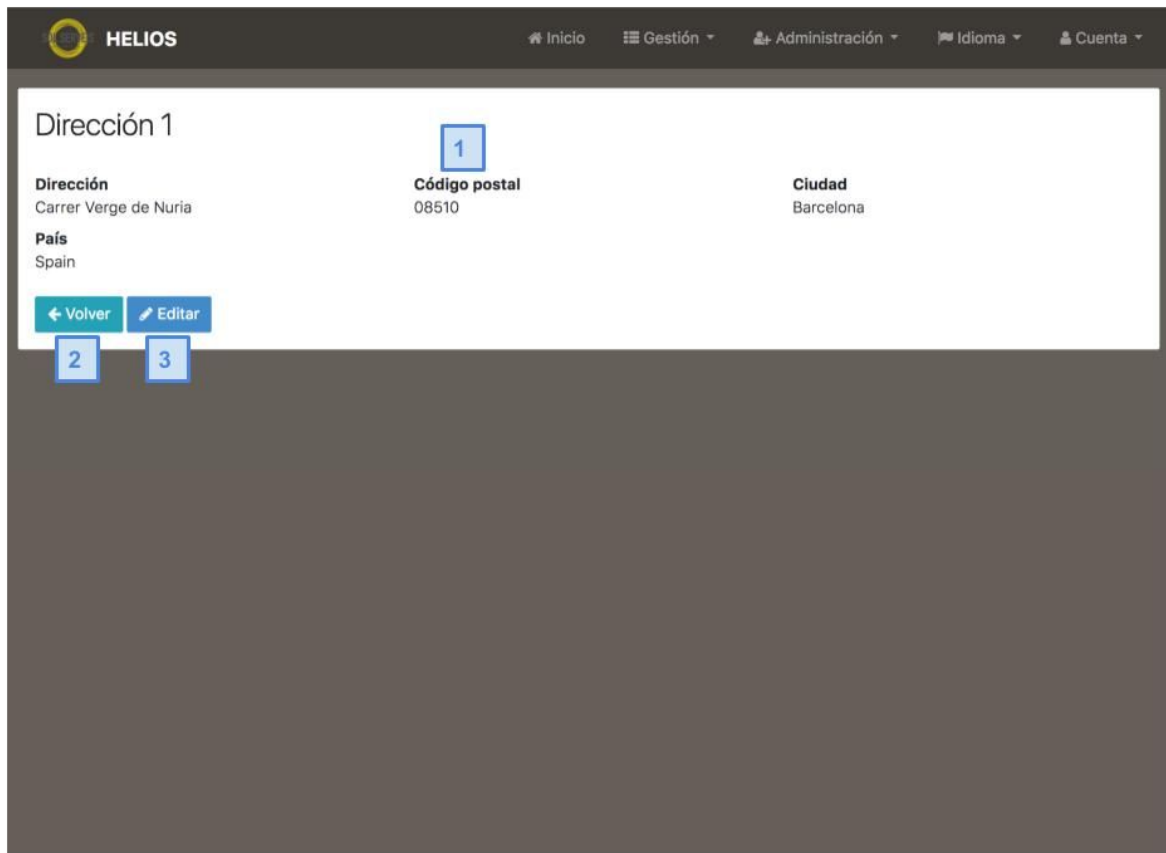 HELIOS
Inicio Gestión Administración Idioma Cuenta
Dirección 1
1
Dirección Código postal Ciudad
Carrer Verge de Nuria 08510 Barcelona
País
Spain
Volver Editar
2 3